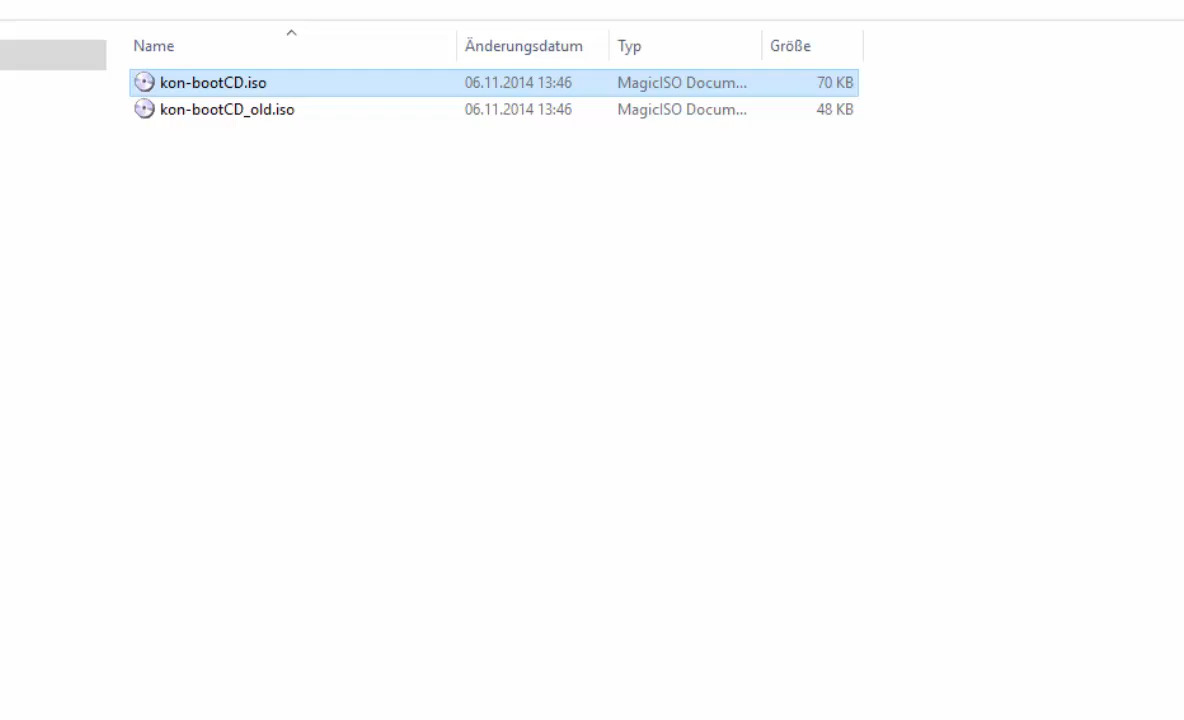 Name Änderungsdatum Typ Größe
kon-bootCD.iso 06.11.2014 13:46 MagicISO Docum... 70 KB
kon-bootCD_old.iso 06.11.2014 13:46 MagicISO Docum... 48 KB